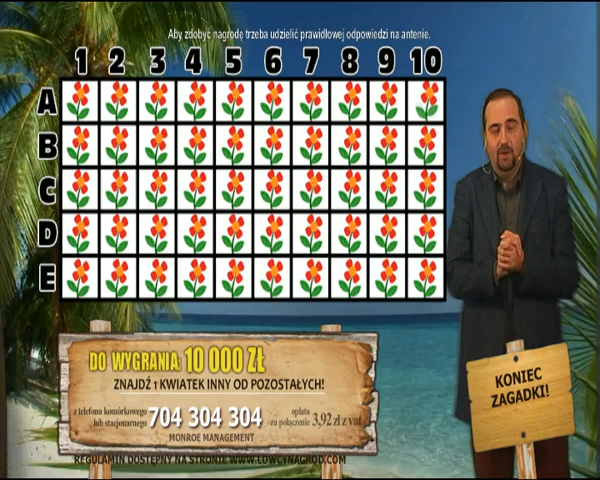 Aby zdobyć nagrodę trzeba udzielić prawidłowej odpowiedzi na antenie.
1 2 3 4 5 6 7 8 9 10
A
B
C
D
E
DO WYGRANIA: 10 000 ZŁ
ZNAJDŹ 1 KWIATEK INNY OD POZOSTAŁYCH!
z telefonu komórkowego lub stacjonarnego 704 304 304 opłata za połączenie 3,92 zł z vat
MONROE MANAGEMENT
REGULAMIN DOSTĘPNY NA STRONIE WWW.LOWCYNAGROD.COM
KONIEC
ZAGADKI!